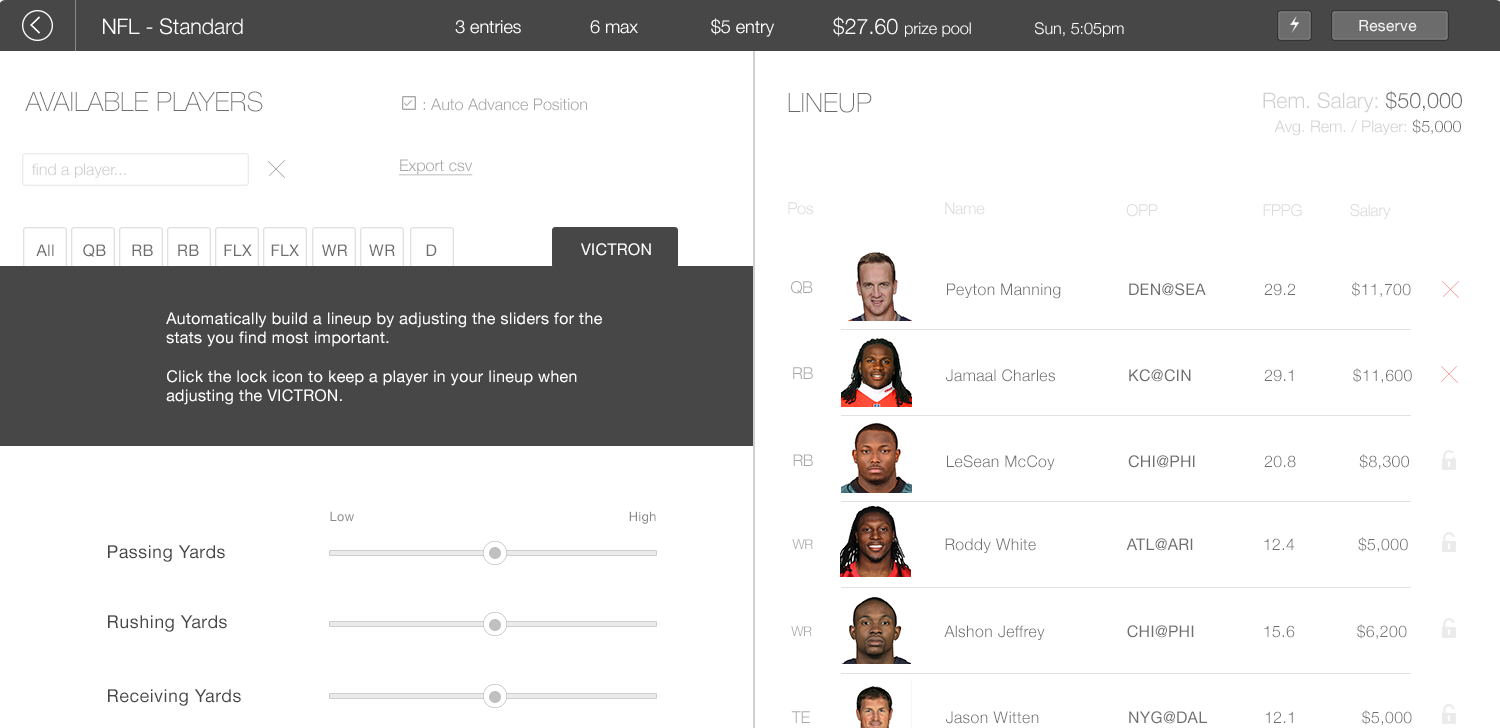 NFL - Standard
3 entries
6 max
$5 entry
$27.60 prize pool
Sun, 5:05pm
Reserve
AVAILABLE PLAYERS
: Auto Advance Position
find a player...
Export csv
All QB RB RB FLX FLX WR WR D
VICTRON
Automatically build a lineup by adjusting the sliders for the
stats you find most important.
Click the lock icon to keep a player in your lineup when
adjusting the VICTRON.
Low High
Passing Yards
Rushing Yards
Receiving Yards
LINEUP
Rem. Salary: $50,000
Avg. Rem. / Player: $5,000
Pos Name OPP FPPG Salary
QB Peyton Manning DEN@SEA 29.2 $11,700
RB Jamaal Charles KC@CIN 29.1 $11,600
RB LeSean McCoy CHI@PHI 20.8 $8,300
WR Roddy White ATL@ARI 12.4 $5,000
WR Alshon Jeffrey CHI@PHI 15.6 $6,200
TE Jason Witten NYG@DAL 12.1 $5,000